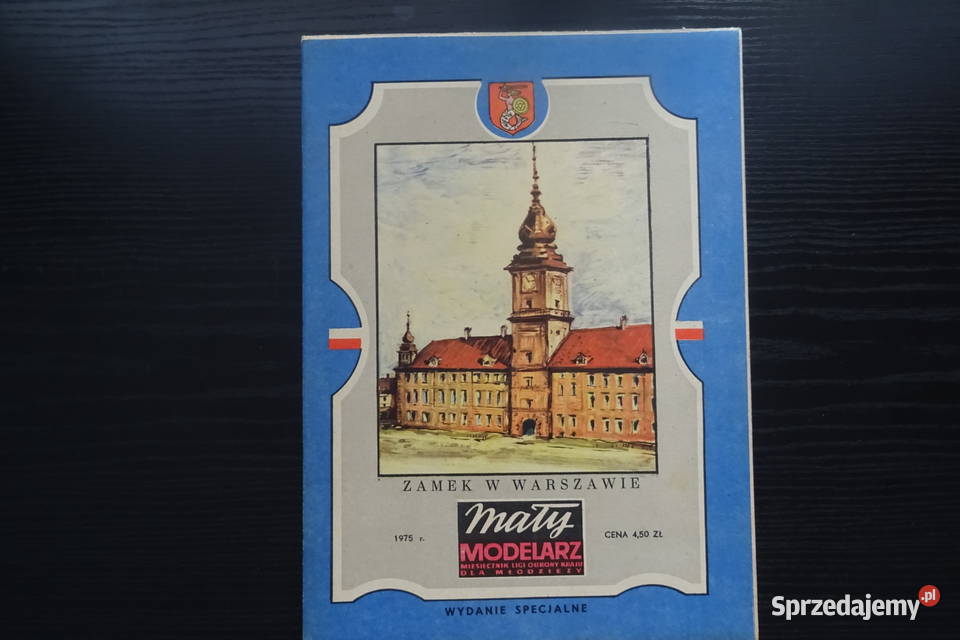 ZAMEK W WARSZAWIE
1975 r.
Mały
MODELARZ
MIESIĘCZNIK LIGI OBRONY KRAJU
DLA MŁODZIEŻY
CENA 4,50 ZŁ
WYDANIE SPECJALNE
Sprzedajemy.pl